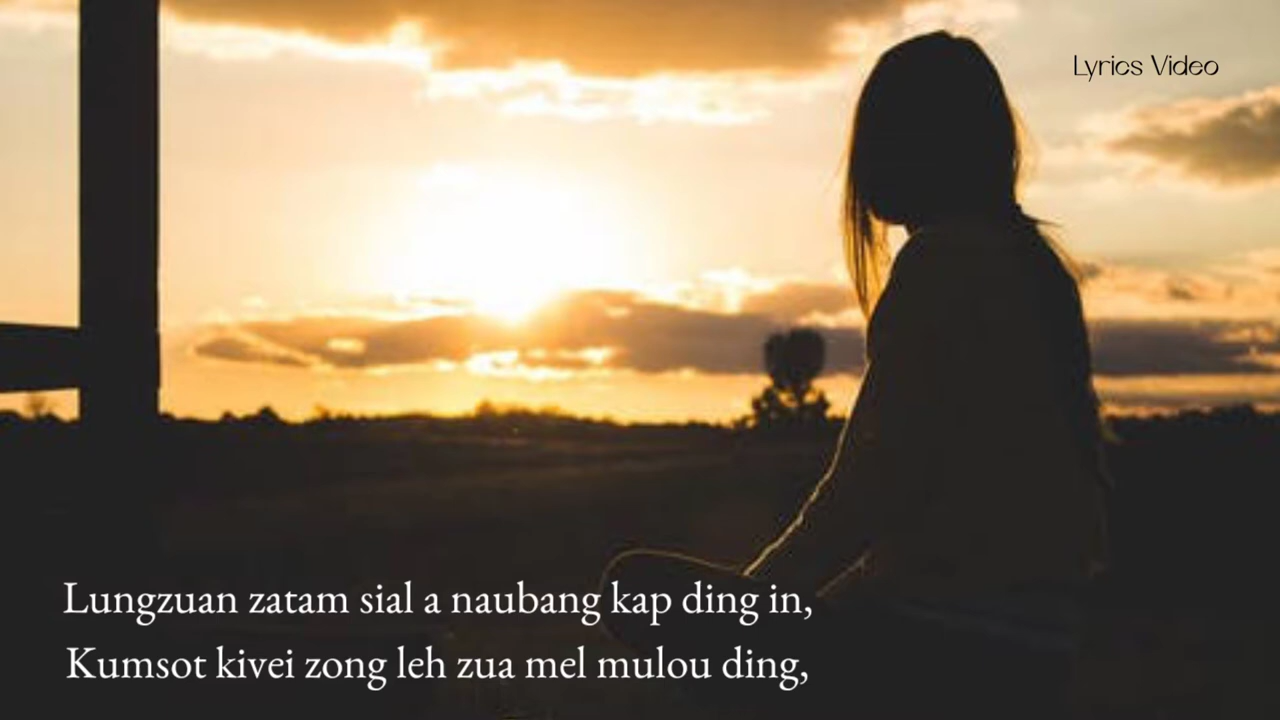 Lyrics Video
Lungzuan zatam sial a naubang kap ding in,
Kumsot kivei zong leh zua mel mulou ding,